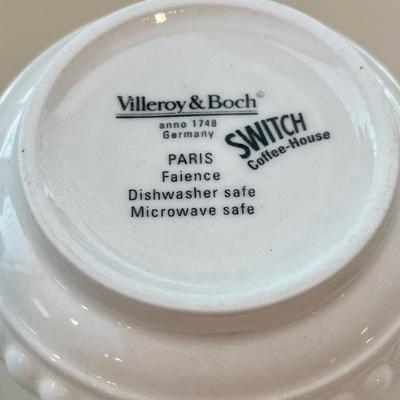 Villeroy & Boch©
anno 1748
Germany
SWITCH
Coffee-House
PARIS
Faience
Dishwasher safe
Microwave safe